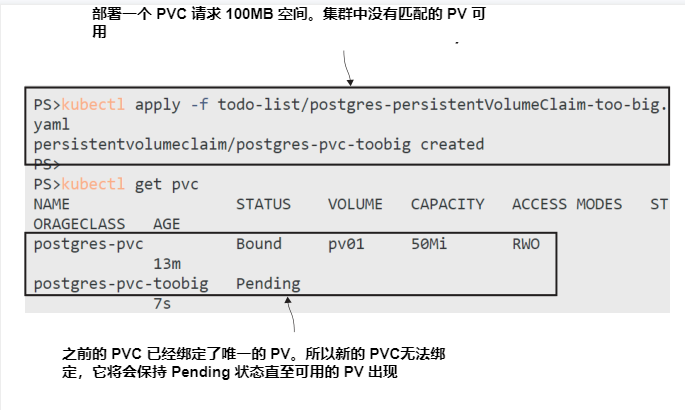 部署一个 PVC 请求 100MB 空间。集群中没有匹配的 PV 可
用
PS>kubectl apply -f todo-list/postgres-persistentVolumeClaim-too-big.
yaml
persistentvolumeclaim/postgres-pvc-toobig created
PS>
PS>kubectl get pvc
NAME STATUS VOLUME CAPACITY ACCESS MODES ST
ORAGECLASS AGE
postgres-pvc Bound pv01 50Mi RWO
13m
postgres-pvc-toobig Pending
7s
之前的 PVC 已经绑定了唯一的 PV。所以新的 PVC无法绑
定，它将会保持 Pending 状态直至可用的 PV 出现